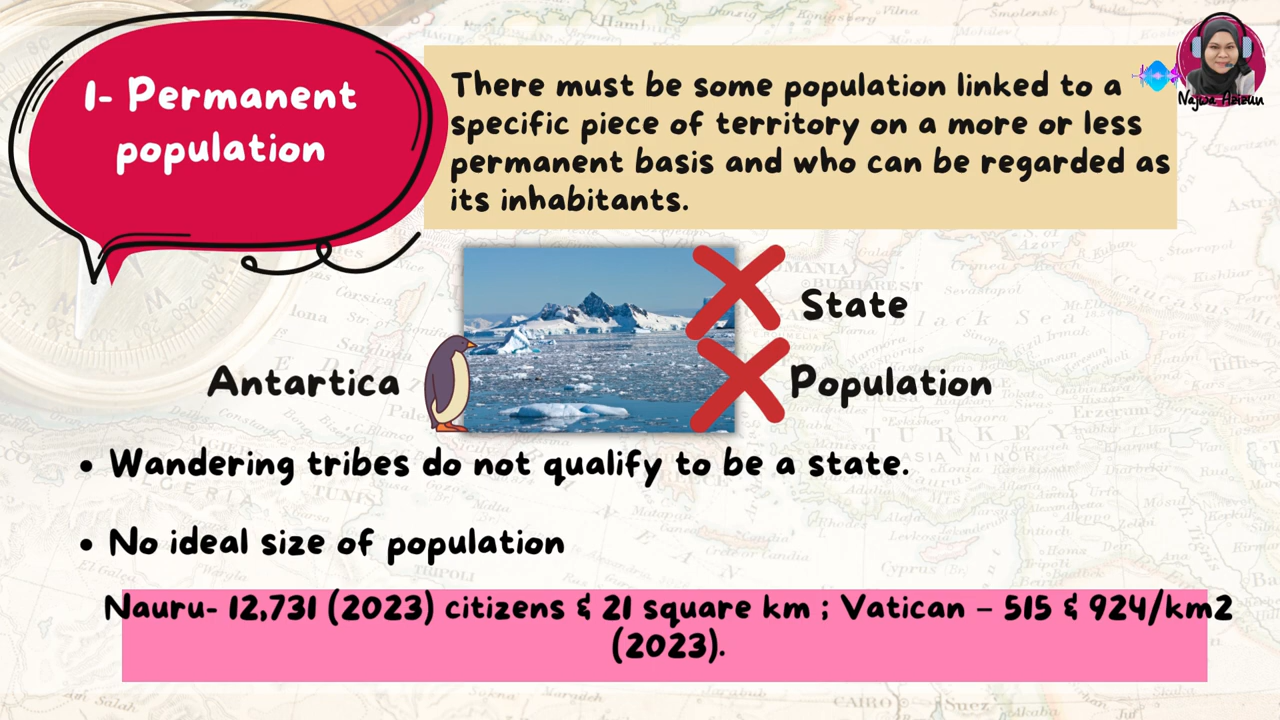 1- Permanent
population
There must be some population linked to a
specific piece of territory on a more or less
permanent basis and who can be regarded as
its inhabitants.
Najwa Azizun
State
Antartica
Population
• Wandering tribes do not qualify to be a state.
• No ideal size of population
Nauru- 12,731 (2023) citizens & 21 square km ; Vatican – 515 & 924/km2
(2023).